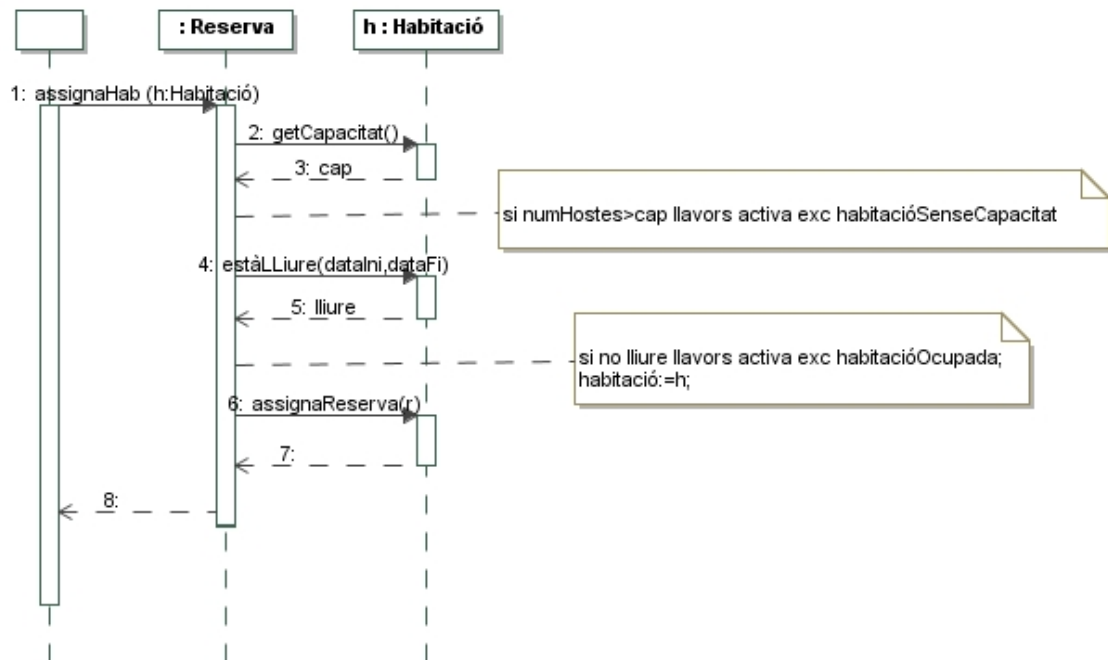 : Reserva
h : Habitació
1: assignaHab (h:Habitació)
2: getCapacitat()
3: cap
si numHostes>cap llavors activa exc habitacióSenseCapacitat
4: estàLLiure(dataIni,dataFi)
5: lliure
si no lliure llavors activa exc habitacióOcupada;
habitació:=h;
6: assignaReserva(r)
7:
8: